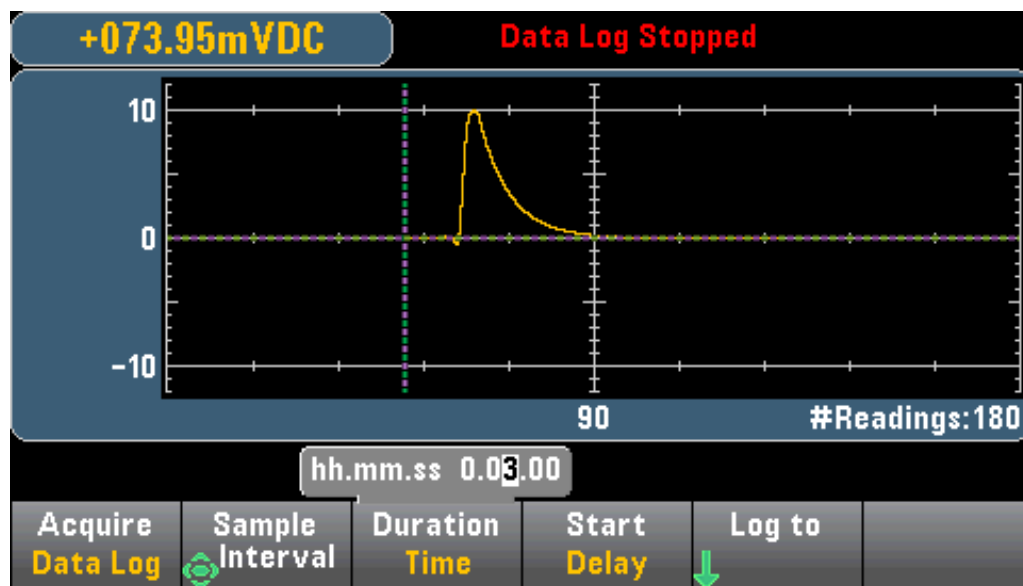 +073.95mVDC
Data Log Stopped
10
0
-10
90
#Readings:180
hh.mm.ss 0.03.00
Acquire
Data Log
Sample
Interval
Duration
Time
Start
Delay
Log to